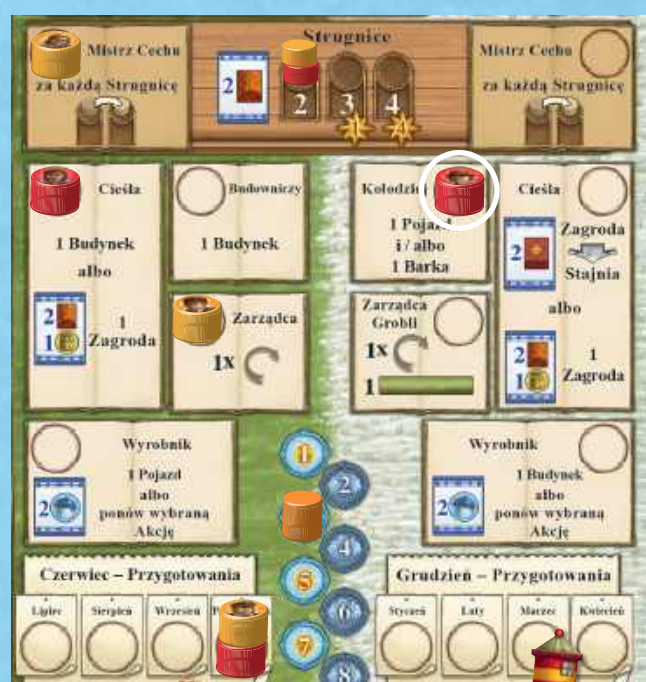 Strugnice
Mistrz Cechu
za każdą Strugnicę
2
2
3
4
1
Mistrz Cechu
za każdą Strugnicę
Cieśla
1 Budynek
albo
2
1
1
Zagroda
Budowniczy
1 Budynek
Zarządca
1x
Kołodziej
1 Pojazd
i / albo
1 Barka
Zarządca
Grobli
1x
1
Cieśla
2
Zagroda
Stajnia
albo
2
1
1
Zagroda
Wyrobnik
1 Pojazd
albo
ponów wybraną
Akcję
2
1
2
4
5
6
7
8
Wyrobnik
1 Budynek
albo
ponów wybraną
Akcję
2
Czerwiec – Przygotowania
Lipiec
Sierpień
Wrzesień
Grudzień – Przygotowania
Styczeń
Luty
Marzec
Kwiecień